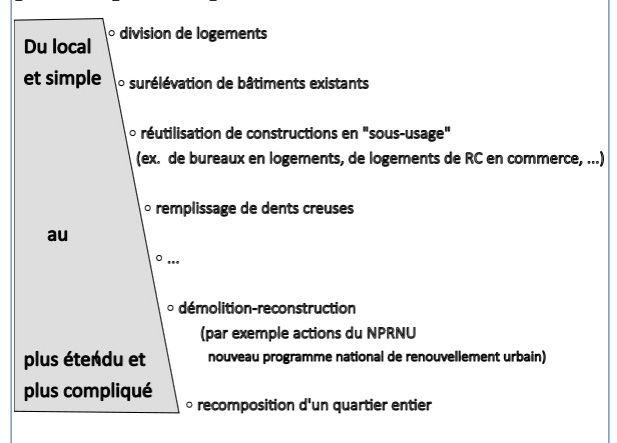 Du local
et simple
◦ division de logements
◦ surélévation de bâtiments existants
◦ réutilisation de constructions en "sous-usage"
(ex. de bureaux en logements, de logements de RC en commerce, ...)
◦ remplissage de dents creuses
au
◦ ...
◦ démolition-reconstruction
(par exemple actions du NPRNU
nouveau programme national de renouvellement urbain)
plus étendu et
plus compliqué
◦ recomposition d'un quartier entier